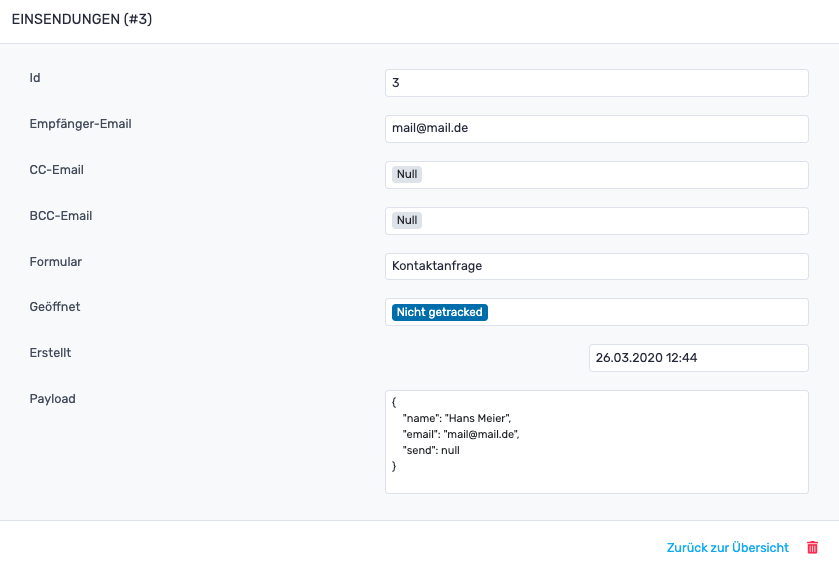 EINSENDUNGEN (#3)
Id
3
Empfänger-Email
mail@mail.de
CC-Email
Null
BCC-Email
Null
Formular
Kontaktanfrage
Geöffnet
Nicht getracked
Erstellt
26.03.2020 12:44
Payload
{
"name": "Hans Meier",
"email": "mail@mail.de",
"send": null
}
Zurück zur Übersicht